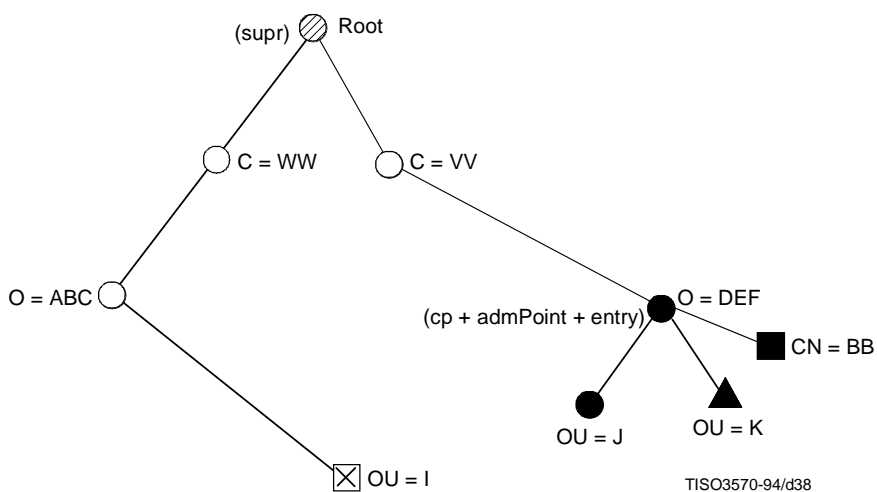 (supr) Root
C = WW
C = VV
O = ABC
O = DEF
(cp + admPoint + entry)
CN = BB
OU = J
OU = K
OU = I
TISO3570-94/d38